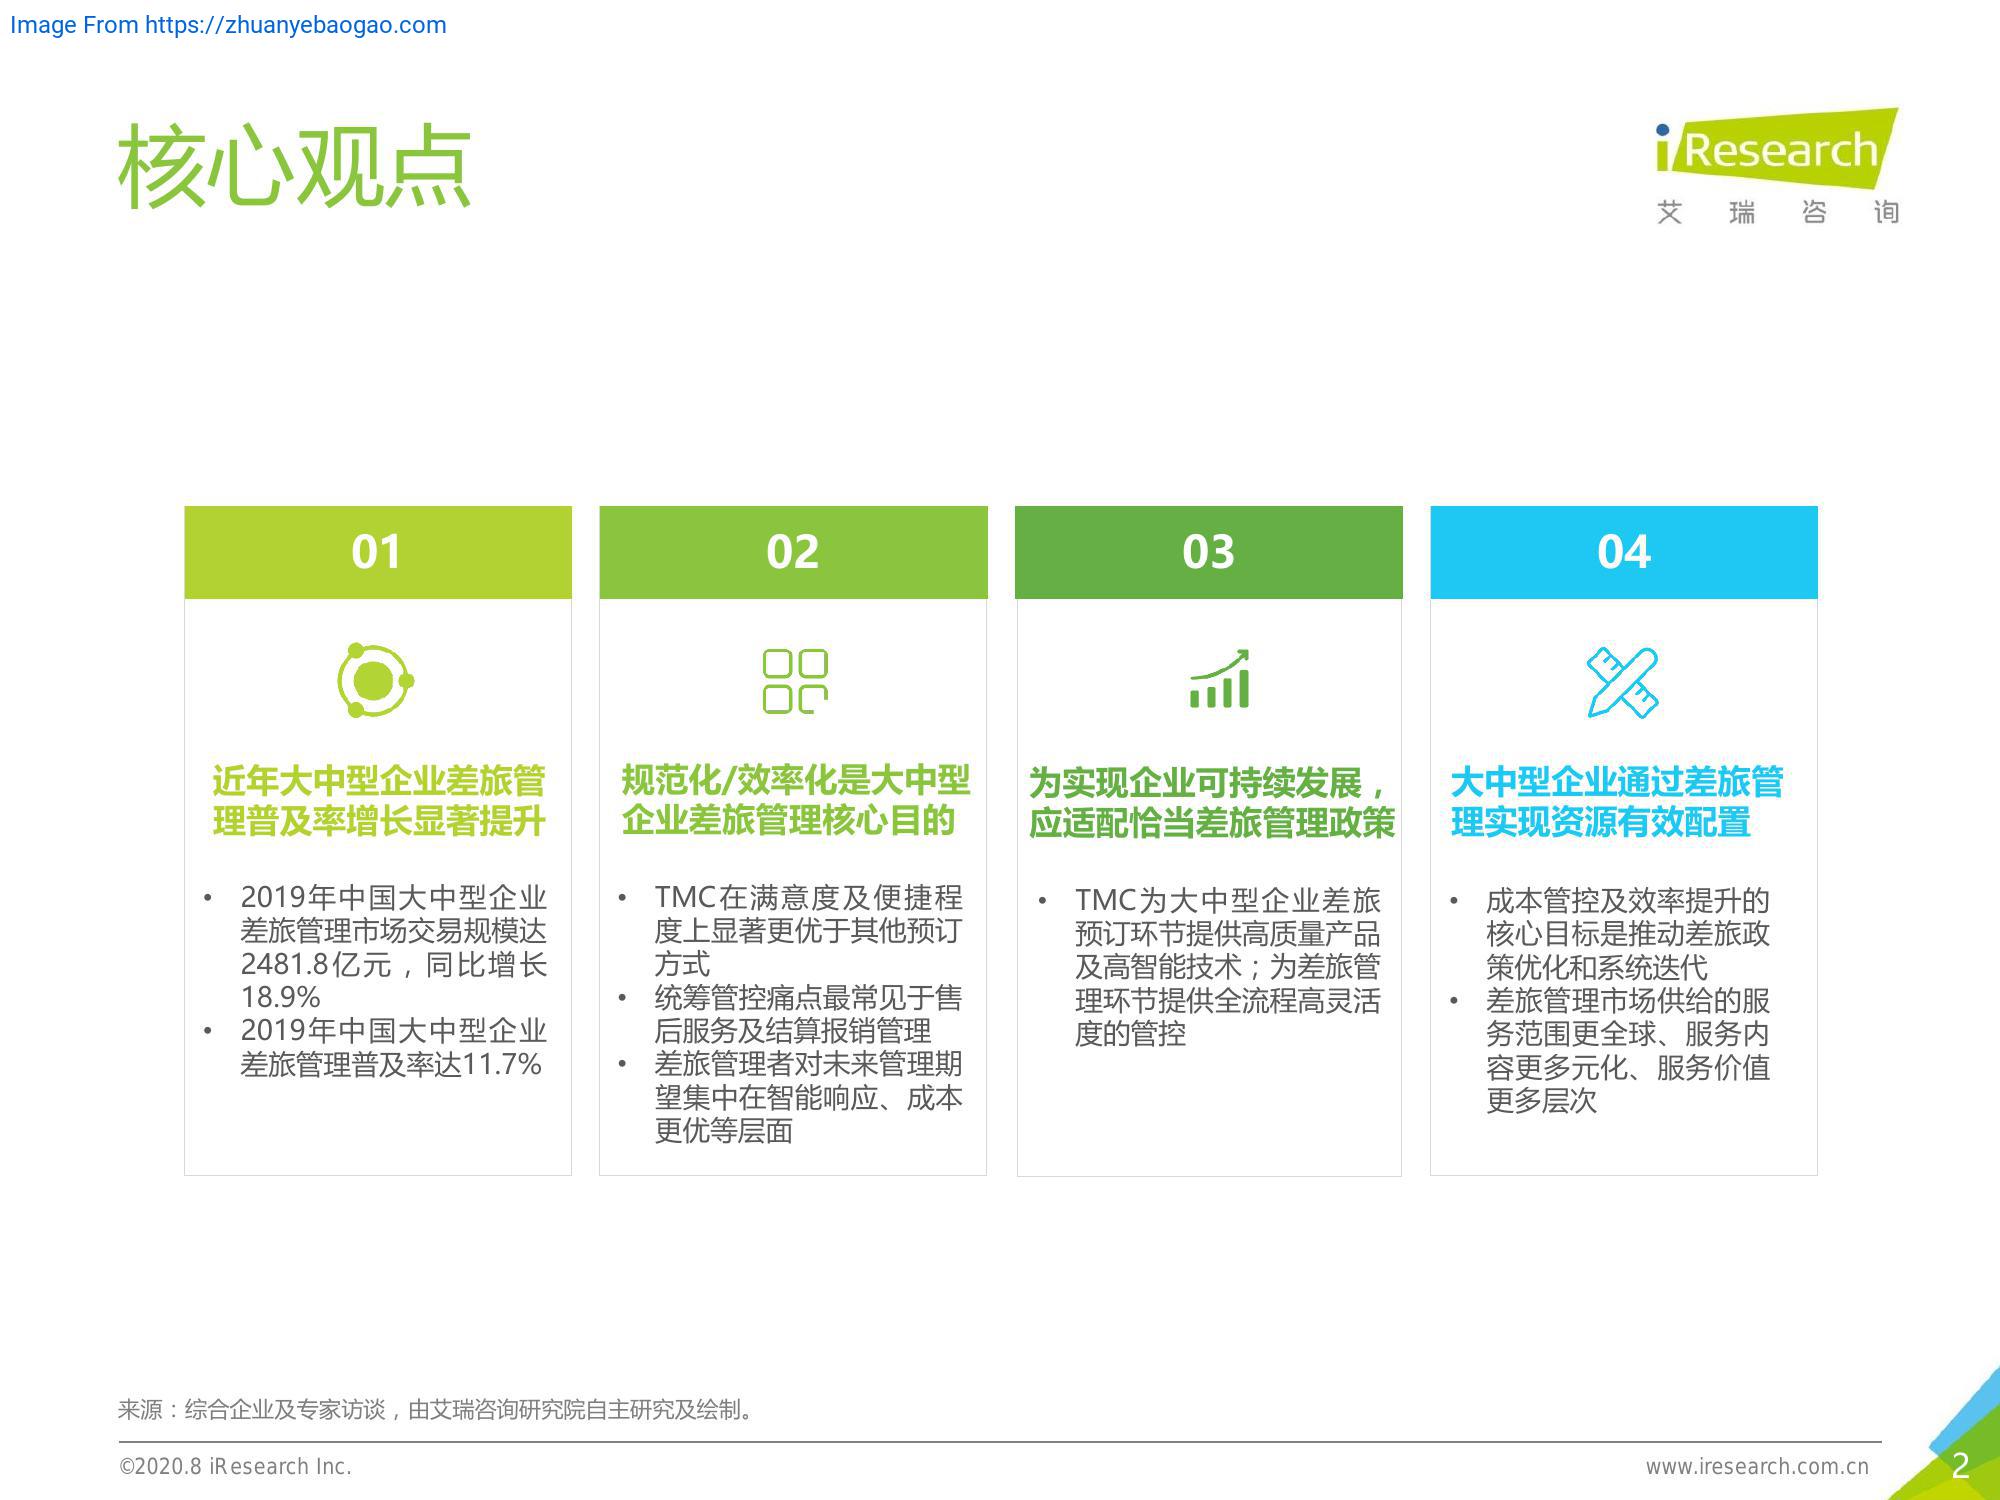 Image From https://zhuanyebaogao.com
核心观点
iResearch
艾瑞咨询
01
近年大中型企业差旅管
理普及率增长显著提升
• 2019年中国大中型企业
差旅管理市场交易规模达
2481.8亿元，同比增长
18.9%
• 2019年中国大中型企业
差旅管理普及率达11.7%
02
规范化/效率化是大中型
企业差旅管理核心目的
• TMC在满意度及便捷程
度上显著更优于其他预订
方式
• 统筹管控痛点最常见于售
后服务及结算报销管理
• 差旅管理者对未来管理期
望集中在智能响应、成本
更优等层面
03
为实现企业可持续发展，
应适配恰当差旅管理政策
• TMC为大中型企业差旅
预订环节提供高质量产品
及高智能技术；为差旅管
理环节提供全流程高灵活
度的管控
04
大中型企业通过差旅管
理实现资源有效配置
• 成本管控及效率提升的
核心目标是推动差旅政
策优化和系统迭代
• 差旅管理市场供给的服
务范围更全球、服务内
容更多元化、服务价值
更多层次
来源：综合企业及专家访谈，由艾瑞咨询研究院自主研究及绘制。
©2020.8 iResearch Inc.
www.iresearch.com.cn
2